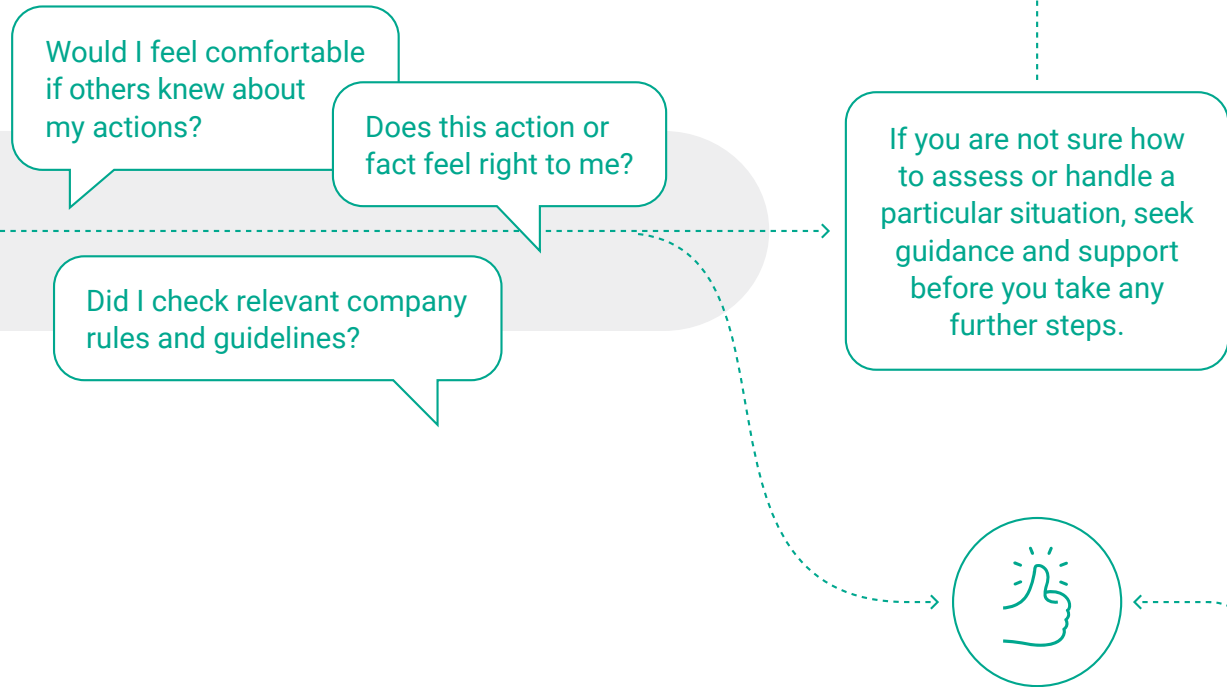 Would I feel comfortable
if others knew about
my actions?
Does this action or
fact feel right to me?
Did I check relevant company
rules and guidelines?
If you are not sure how
to assess or handle a
particular situation, seek
guidance and support
before you take any
further steps.